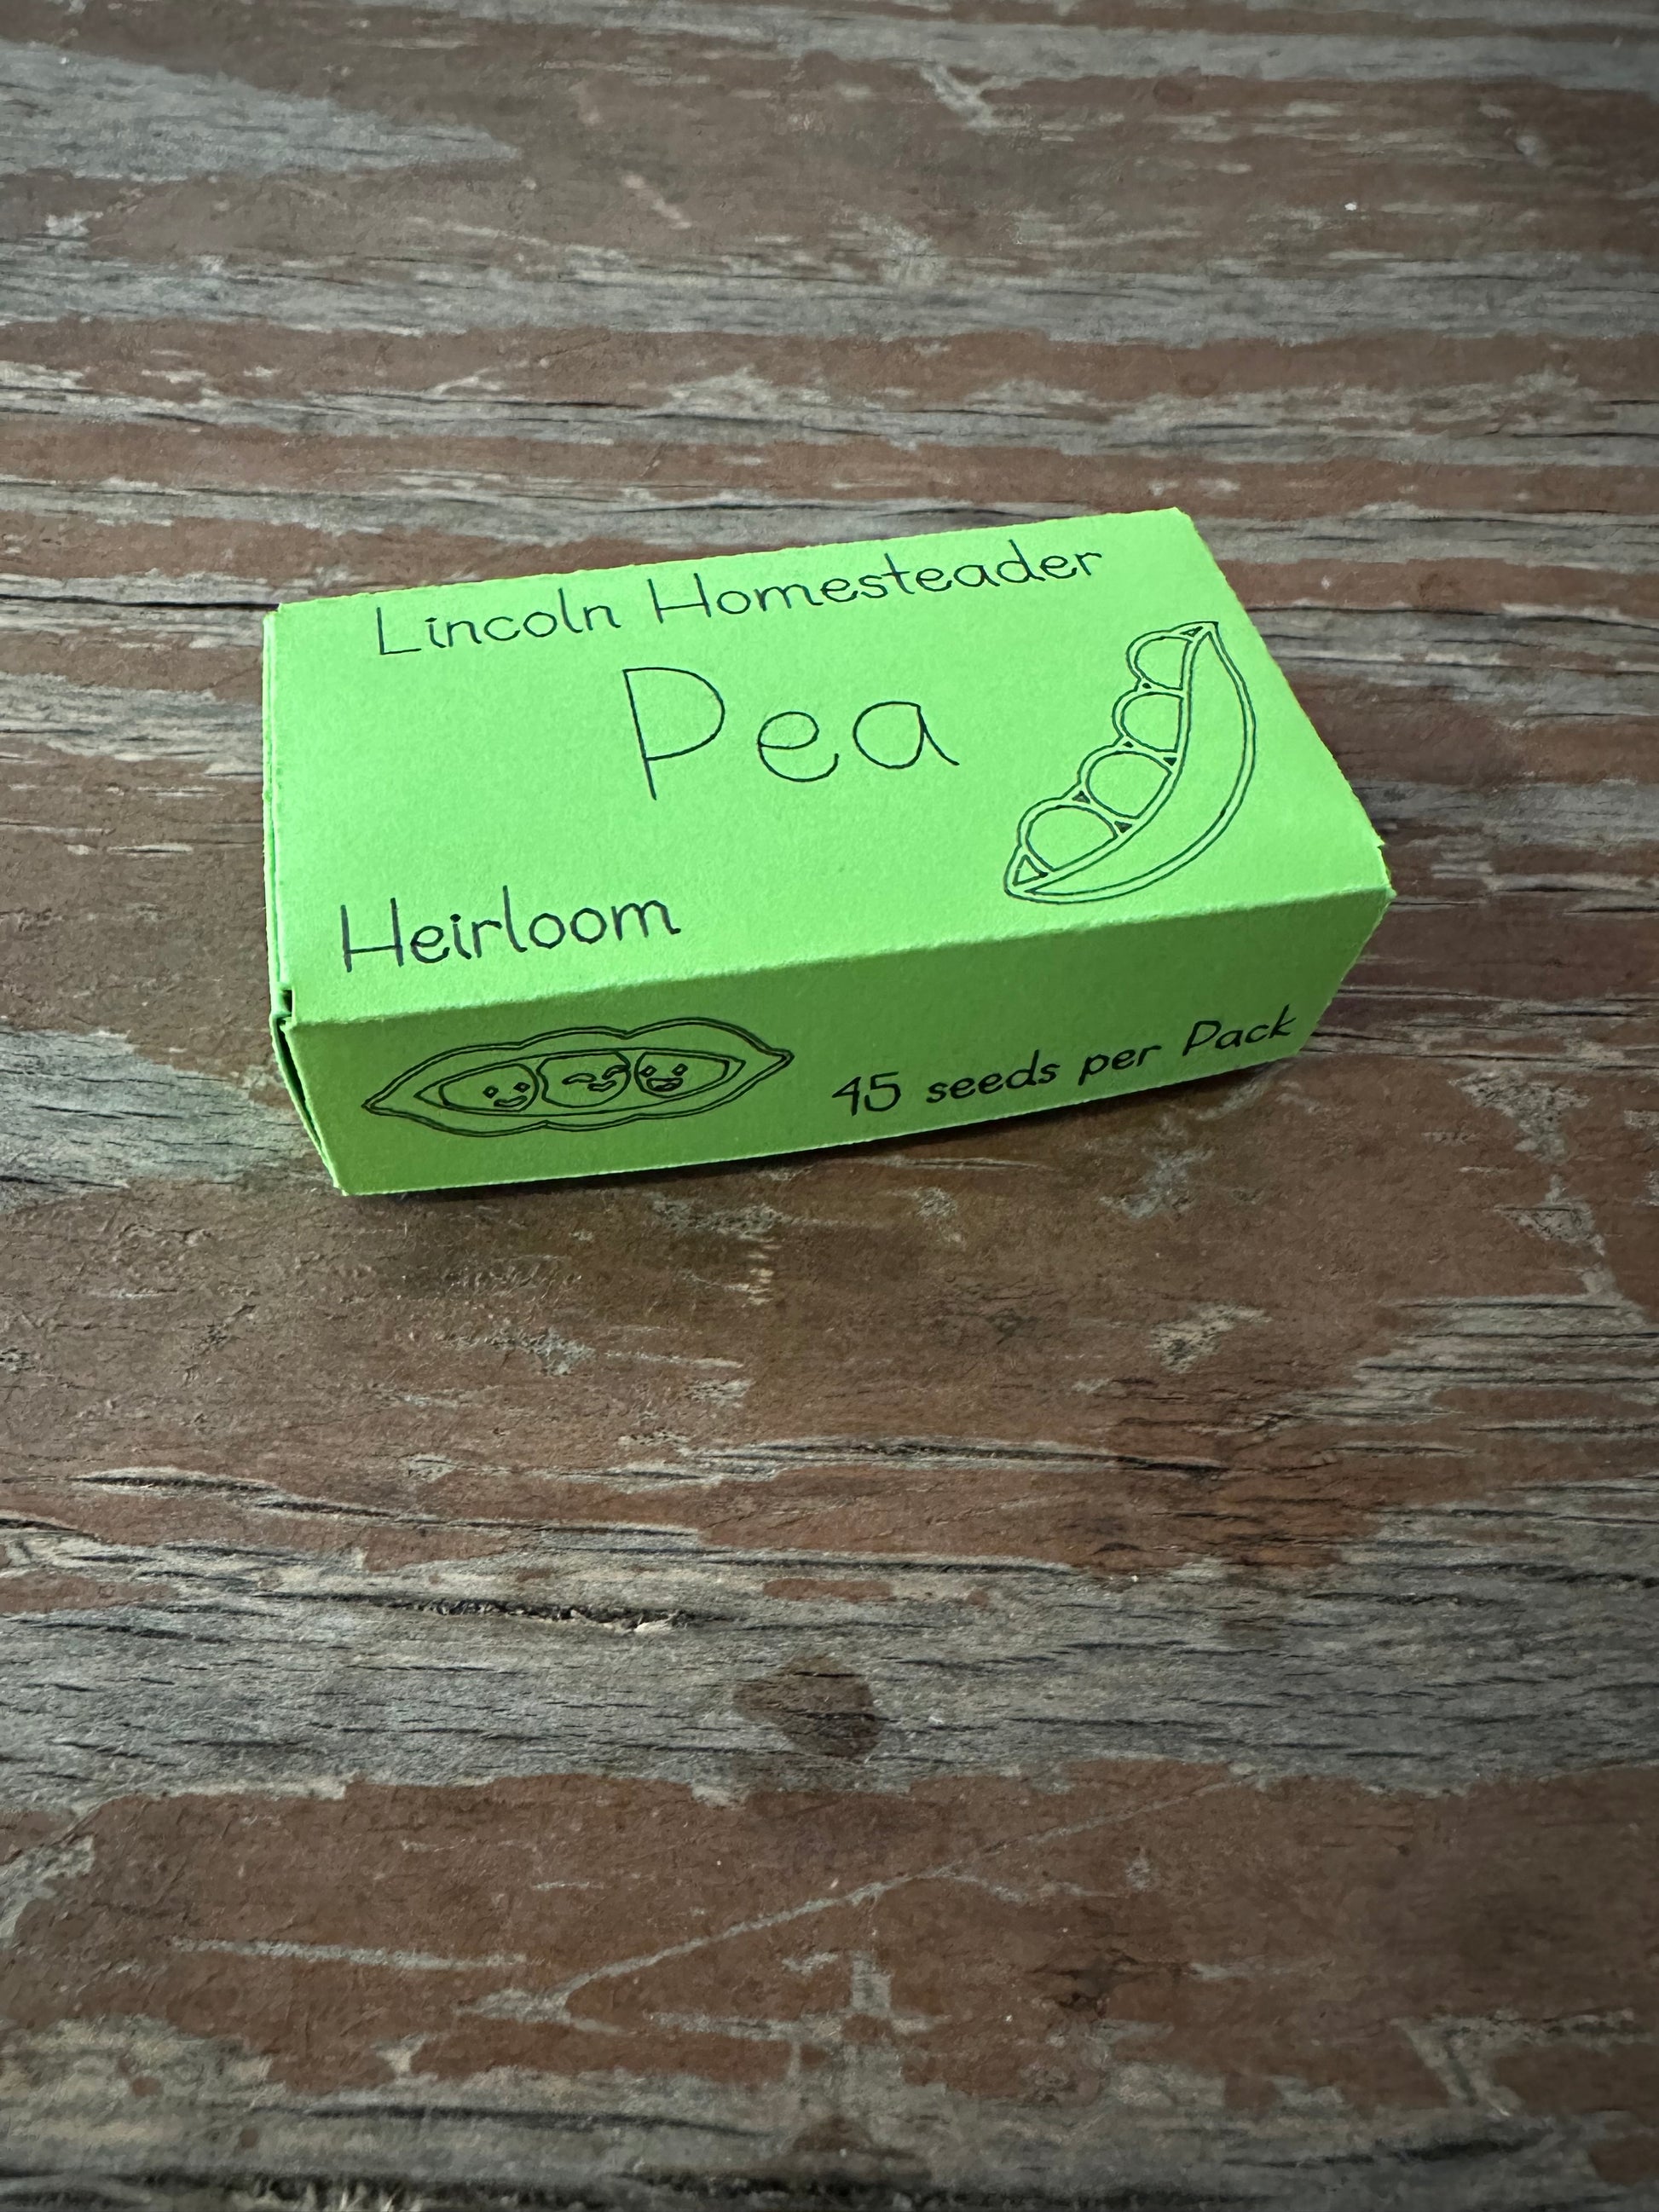 Lincoln Homesteader
Pea
Heirloom
45 seeds per Pack